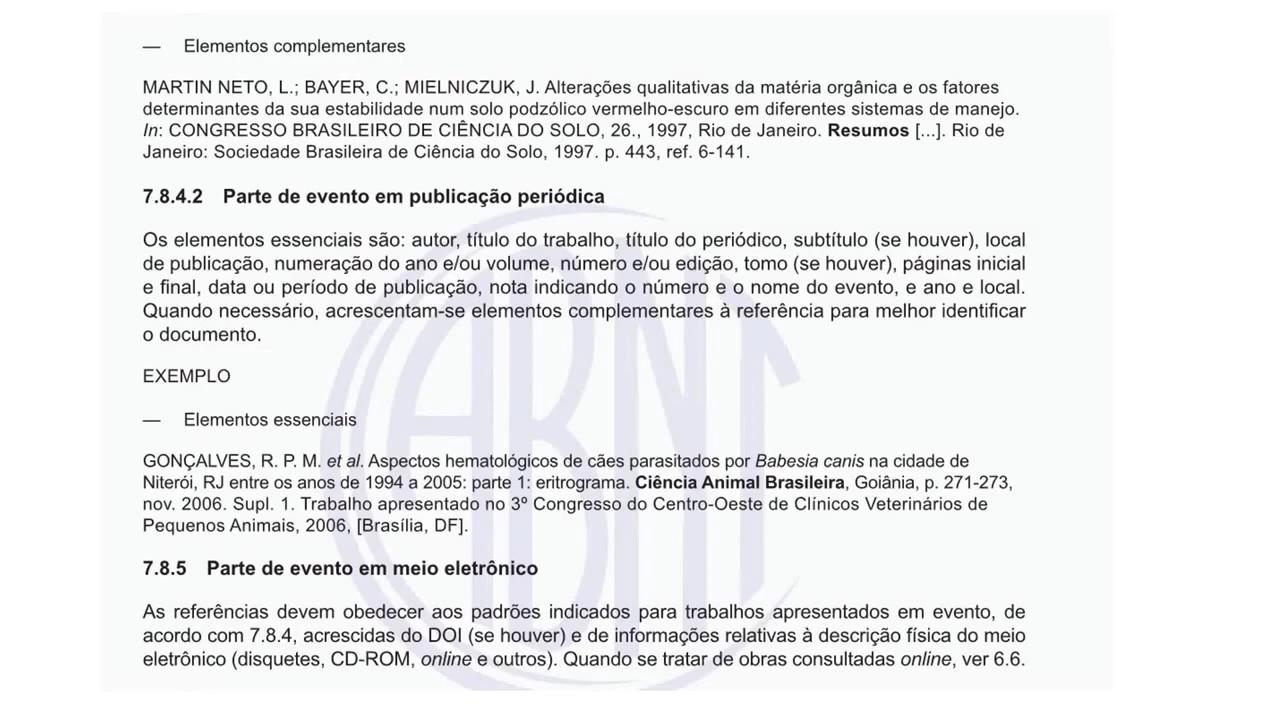 — Elementos complementares
MARTIN NETO, L.; BAYER, C.; MIELNICZUK, J. Alterações qualitativas da matéria orgânica e os fatores
determinantes da sua estabilidade num solo podzólico vermelho-escuro em diferentes sistemas de manejo.
In: CONGRESSO BRASILEIRO DE CIÊNCIA DO SOLO, 26., 1997, Rio de Janeiro. Resumos [...]. Rio de
Janeiro: Sociedade Brasileira de Ciência do Solo, 1997. p. 443, ref. 6-141.
7.8.4.2 Parte de evento em publicação periódica
Os elementos essenciais são: autor, título do trabalho, título do periódico, subtítulo (se houver), local
de publicação, numeração do ano e/ou volume, número e/ou edição, tomo (se houver), páginas inicial
e final, data ou período de publicação, nota indicando o número e o nome do evento, e ano e local.
Quando necessário, acrescentam-se elementos complementares à referência para melhor identificar
o documento.
EXEMPLO
— Elementos essenciais
GONÇALVES, R. P. M. et al. Aspectos hematológicos de cães parasitados por Babesia canis na cidade de
Niterói, RJ entre os anos de 1994 a 2005: parte 1: eritrograma. Ciência Animal Brasileira, Goiânia, p. 271-273,
nov. 2006. Supl. 1. Trabalho apresentado no 3º Congresso do Centro-Oeste de Clínicos Veterinários de
Pequenos Animais, 2006, [Brasília, DF].
7.8.5 Parte de evento em meio eletrônico
As referências devem obedecer aos padrões indicados para trabalhos apresentados em evento, de
acordo com 7.8.4, acrescidas do DOI (se houver) e de informações relativas à descrição física do meio
eletrônico (disquetes, CD-ROM, online e outros). Quando se tratar de obras consultadas online, ver 6.6.
ABNT